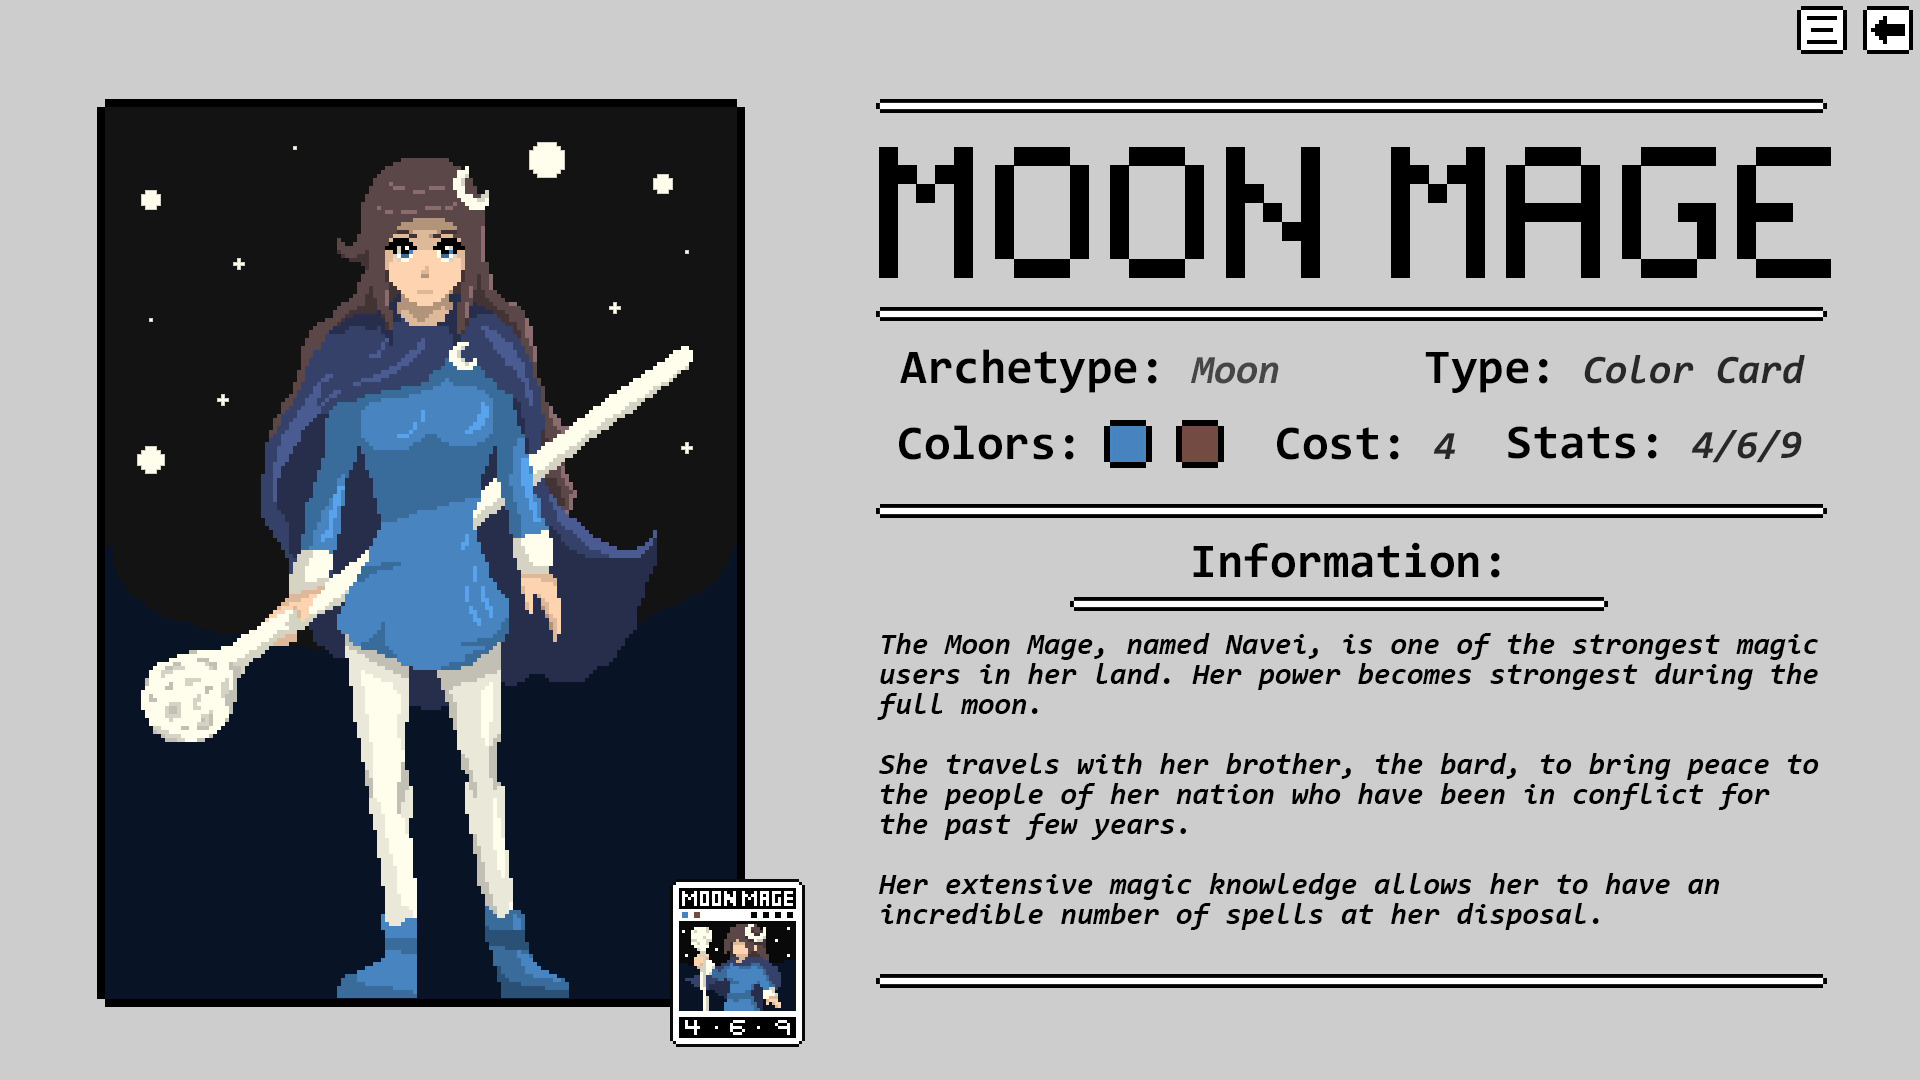 MOON MAGE
Archetype: Moon Type: Color Card
Colors: Cost: 4 Stats: 4/6/9
Information:
The Moon Mage, named Navei, is one of the strongest magic
users in her land. Her power becomes strongest during the
full moon.
She travels with her brother, the bard, to bring peace to
the people of her nation who have been in conflict for
the past few years.
Her extensive magic knowledge allows her to have an
incredible number of spells at her disposal.
MOON MAGE
4 · 6 · 9